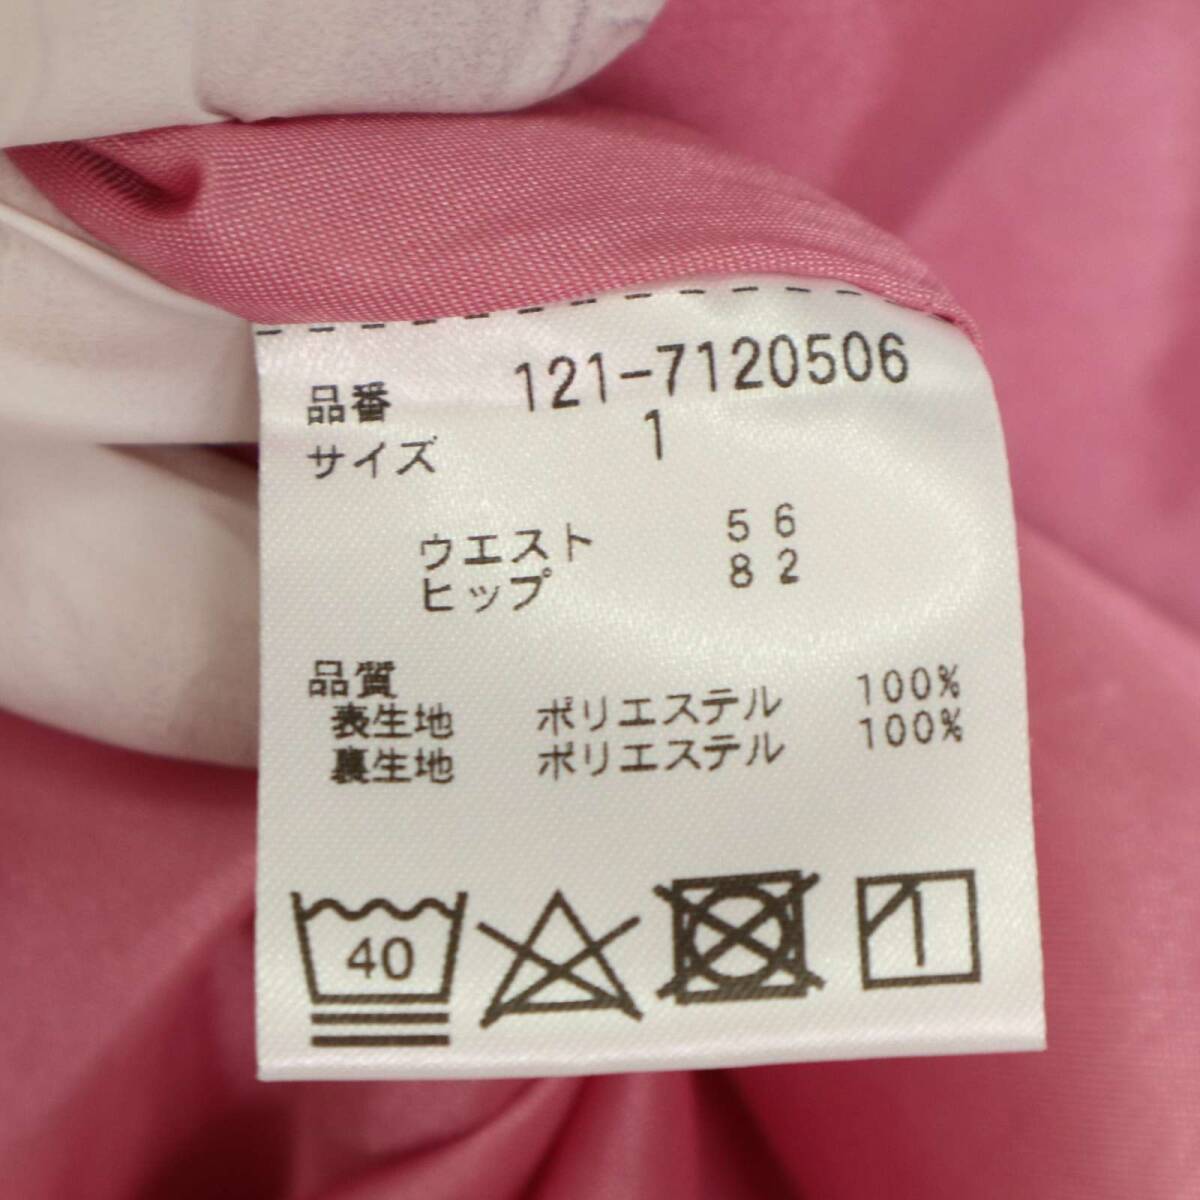 品番 121-7120506
サイズ 1
ウエスト 56
ヒップ 82
品質
表生地 ポリエステル 100%
裏生地 ポリエステル 100%
40